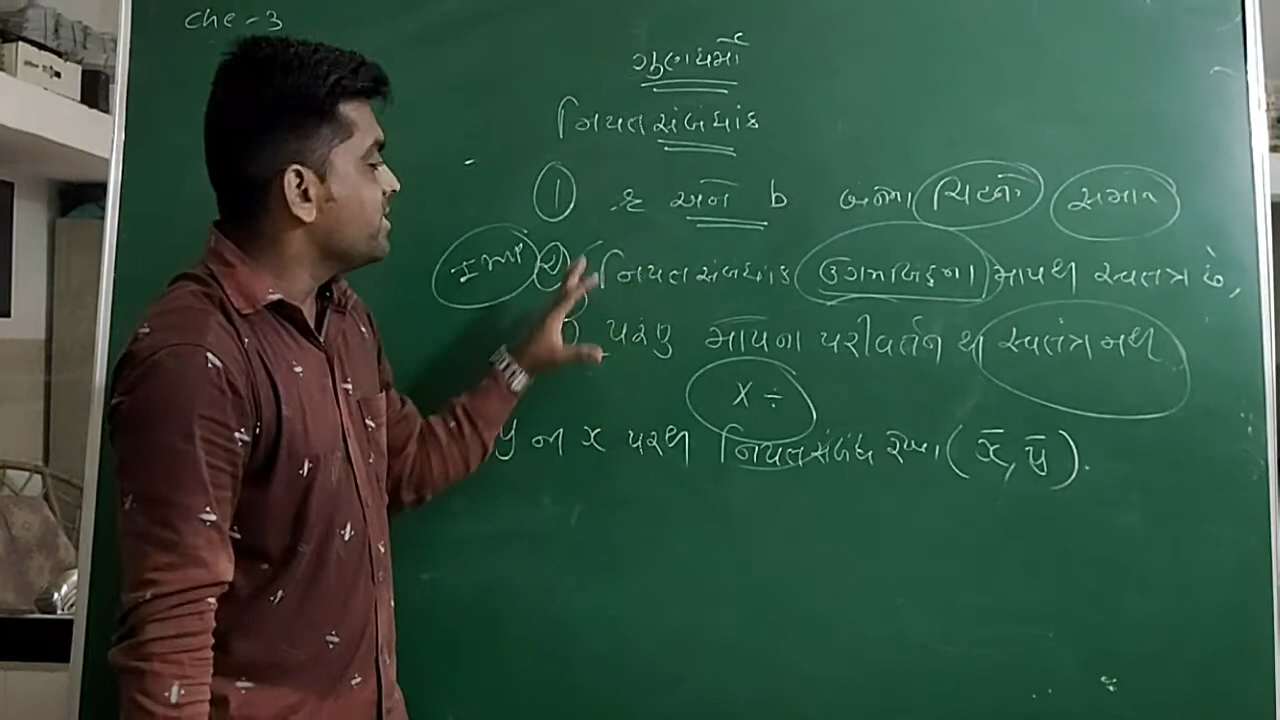 Che - 3
ગુણધર્મો
નિયતસંબંધાંક
① અને b બન્નેમા ચિહ્નો સમાન
IMP ② નિયતસંબંધાંક ઉગમબિંદુના માપથી સ્વતંત્ર છે,
પરંતુ માપના પરીવર્તન થી સ્વતંત્ર નથી
X ÷
y ના x પરથી નિયતસંબંધ રેખા (x̄, ȳ).